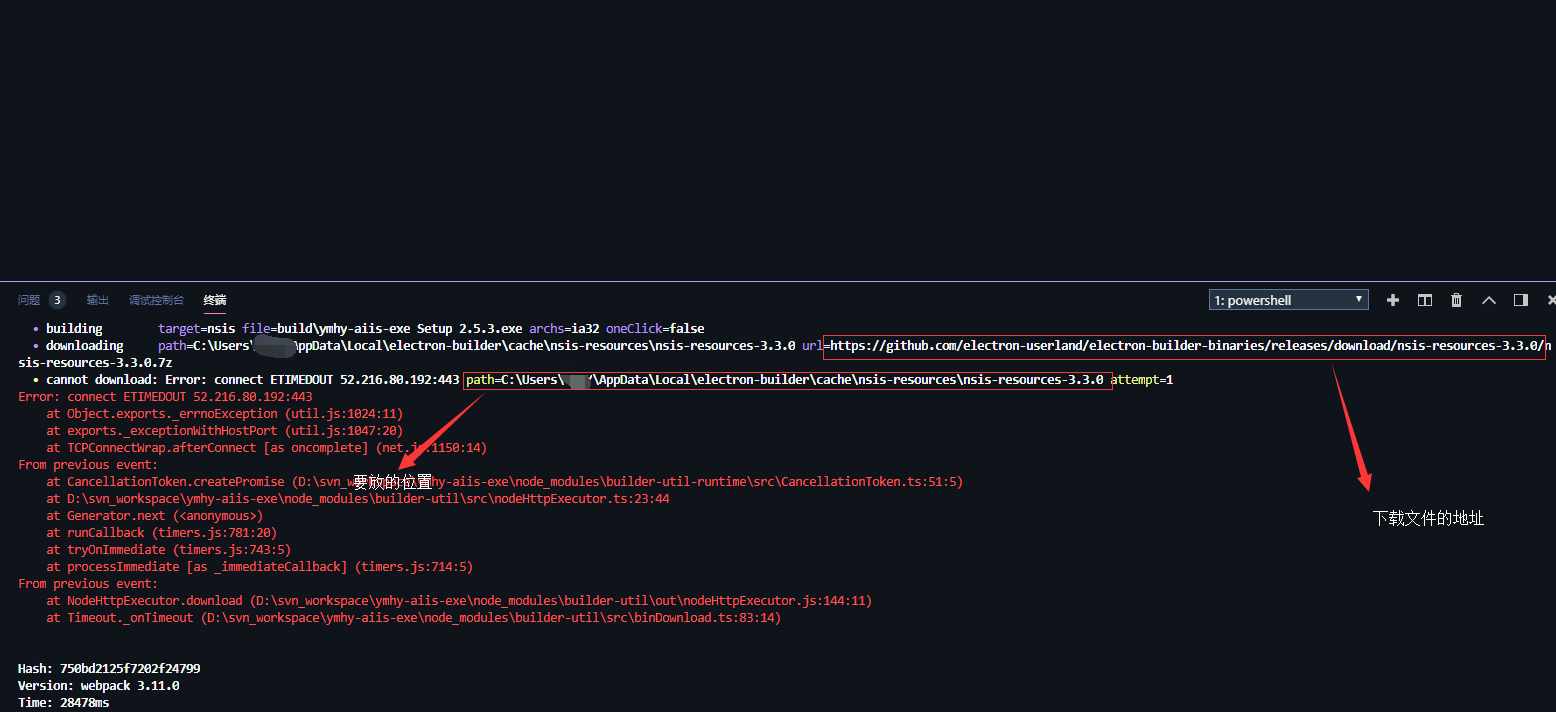 问题 3 输出 调试控制台 终端 1: powershell
• building target=nsis file=build\ymhy-aiis-exe Setup 2.5.3.exe archs=ia32 oneClick=false
• downloading path=C:\Users\ppData\Local\electron-builder\cache\nsis-resources\nsis-resources-3.3.0 url=https://github.com/electron-userland/electron-builder-binaries/releases/download/nsis-resources-3.3.0/n
sis-resources-3.3.0.7z
• cannot download: Error: connect ETIMEDOUT 52.216.80.192:443 path=C:\Users\\AppData\Local\electron-builder\cache\nsis-resources\nsis-resources-3.3.0 attempt=1
Error: connect ETIMEDOUT 52.216.80.192:443
at Object.exports._errnoException (util.js:1024:11)
at exports._exceptionWithHostPort (util.js:1047:20)
at TCPConnectWrap.afterConnect [as oncomplete] (net.js:1150:14)
From previous event:
at CancellationToken.createPromise (D:\svn_w hy-aiis-exe\node_modules\builder-util-runtime\src\CancellationToken.ts:51:5)
要放的位置
at D:\svn_workspace\ymhy-aiis-exe\node_modules\builder-util\src\nodeHttpExecutor.ts:23:44
at Generator.next (<anonymous>)
下载文件的地址
at runCallback (timers.js:781:20)
at tryOnImmediate (timers.js:743:5)
at processImmediate [as _immediateCallback] (timers.js:714:5)
From previous event:
at NodeHttpExecutor.download (D:\svn_workspace\ymhy-aiis-exe\node_modules\builder-util\out\nodeHttpExecutor.js:144:11)
at Timeout._onTimeout (D:\svn_workspace\ymhy-aiis-exe\node_modules\builder-util\src\binDownload.ts:83:14)
Hash: 750bd2125f7202f24799
Version: webpack 3.11.0
Time: 28478ms